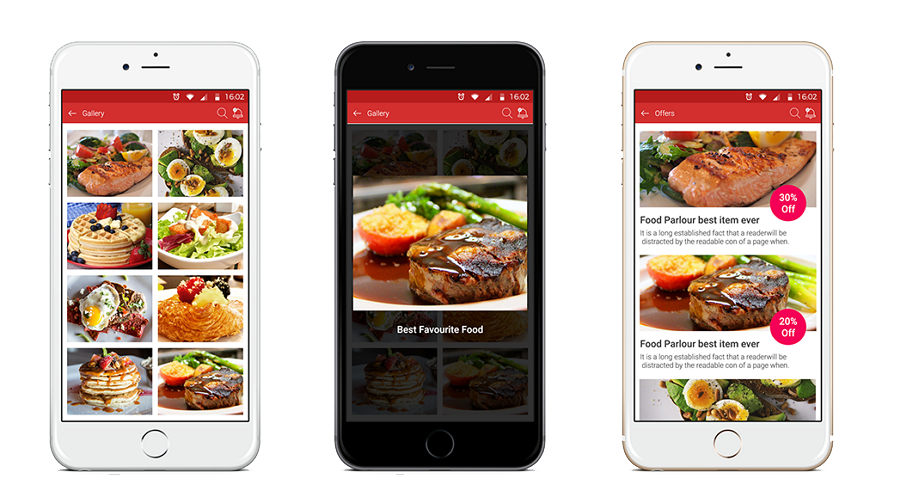 16:02
Gallery
16:02
Gallery
Best Favourite Food
16:02
Offers
30%
Off
Food Parlour best item ever
It is a long established fact that a readerwill be
distracted by the readable con of a page when.
20%
Off
Food Parlour best item ever
It is a long established fact that a readerwill be
distracted by the readable con of a page when.